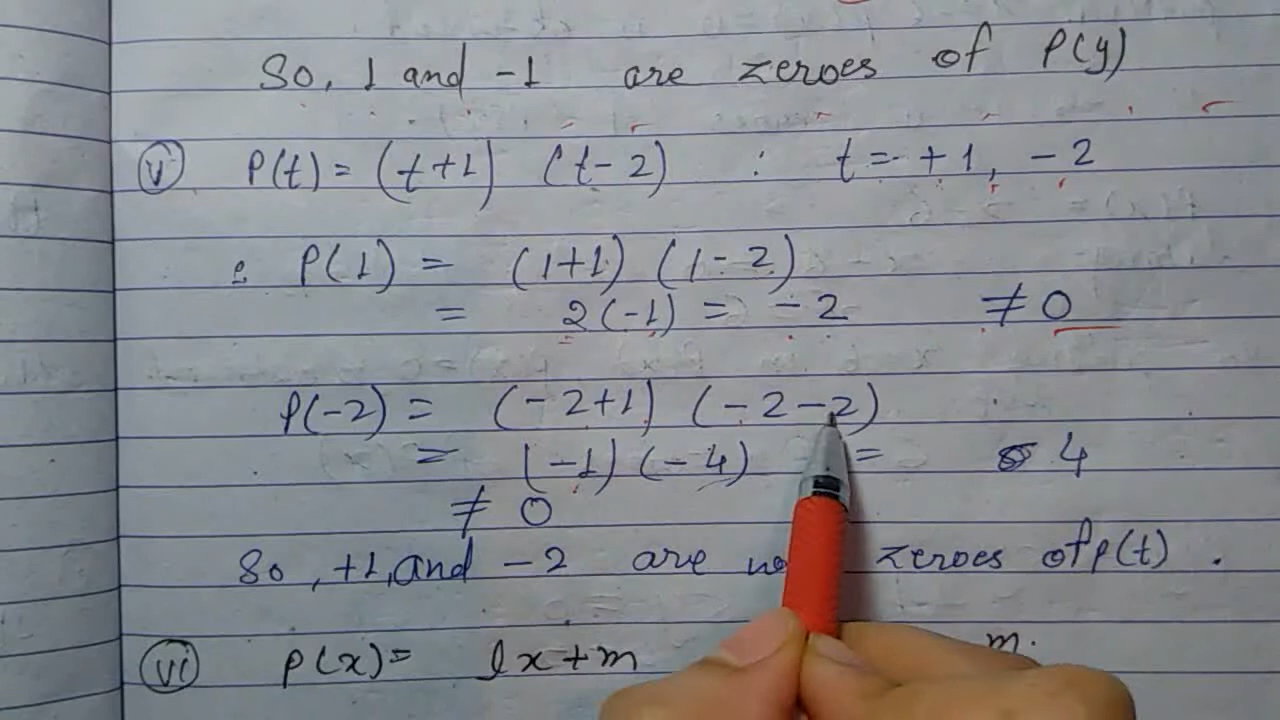 So, 1 and -1 are zeroes of P(y)
(v) P(t) = (t+1) (t-2) : t = +1, -2
P(1) = (1+1) (1-2)
= 2(-1) = -2 ≠ 0
P(-2) = (-2+1) (-2-2)
= (-1) (-4) = 4
≠ 0
So, +1, and -2 are zeroes of p(t).
(vi) P(x) = lx+m m.